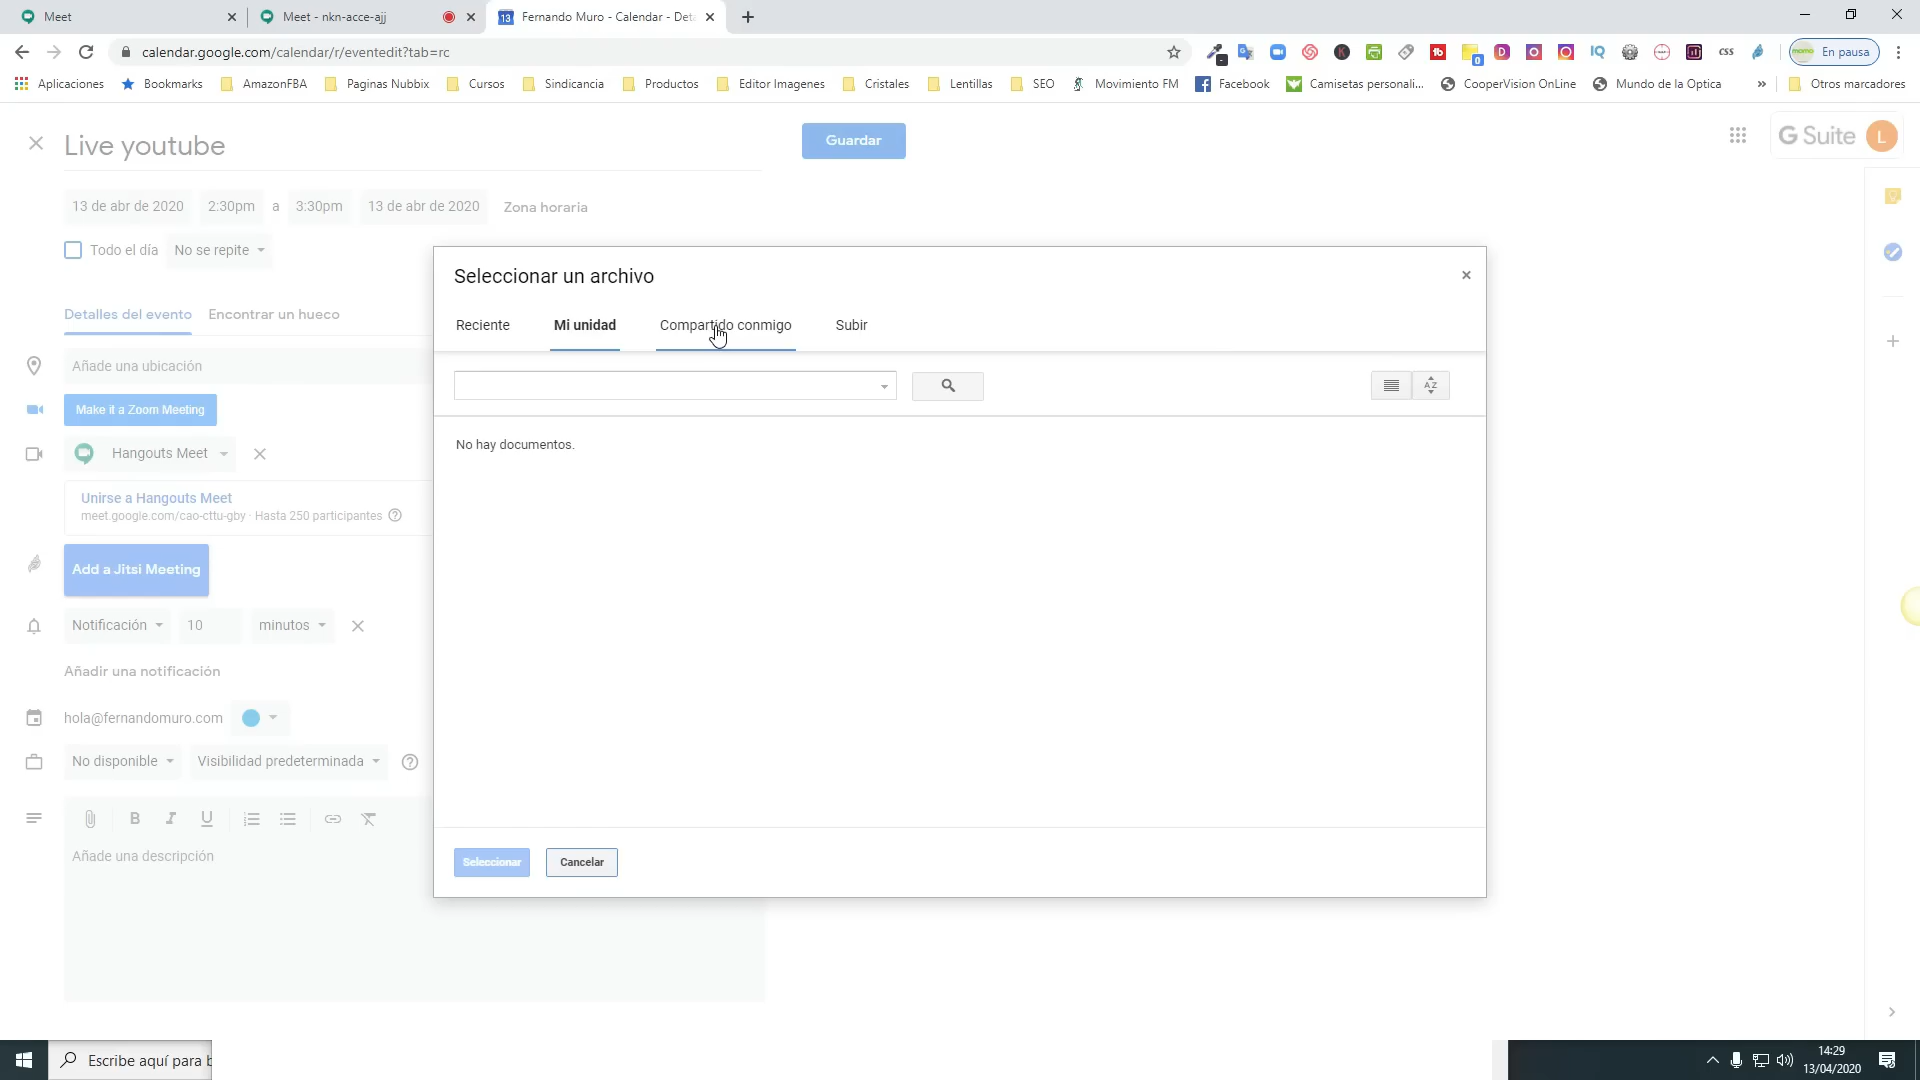 Meet
Meet - nkn-acce-ajj
13
Fernando Muro - Calendar - Deta
calendar.google.com/calendar/r/eventedit?tab=rc
0
css
momo
En pausa
Aplicaciones
Bookmarks
AmazonFBA
Paginas Nubbix
Cursos
Sindicancia
Productos
Editor Imagenes
Cristales
Lentillas
SEO
Movimiento FM
Facebook
Camisetas personali...
CooperVision OnLine
Mundo de la Optica
»
Otros marcadores
Live youtube
Guardar
G Suite
L
13 de abr de 2020
2:30pm
a
3:30pm
13 de abr de 2020
Zona horaria
Todo el día
No se repite
Detalles del evento
Encontrar un hueco
Añade una ubicación
Make it a Zoom Meeting
Hangouts Meet
Unirse a Hangouts Meet
meet.google.com/cao-cttu-gby · Hasta 250 participantes
Add a Jitsi Meeting
Notificación
10
minutos
Añadir una notificación
hola@fernandomuro.com
No disponible
Visibilidad predeterminada
B
I
U
Añade una descripción
Seleccionar un archivo
Reciente
Mi unidad
Compartido conmigo
Subir
AZ
No hay documentos.
Seleccionar
Cancelar
Escribe aquí para b
14:29
13/04/2020